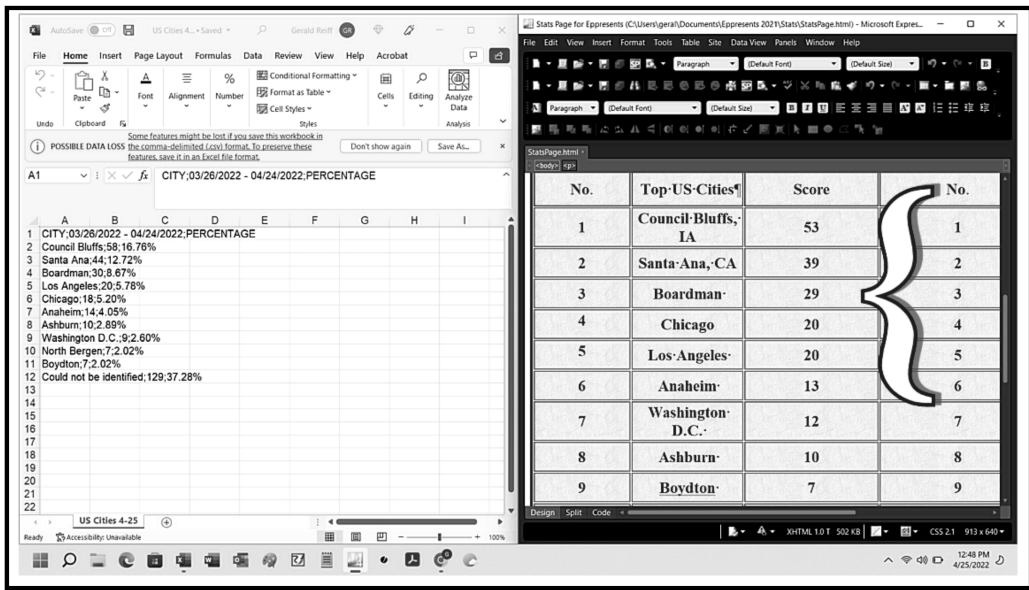 AutoSave Off US Cities 4... • Saved Gerald Reiff GR
File Home Insert Page Layout Formulas Data Review View Help Acrobat
Paste Font Alignment Number Conditional Formatting Format as Table Cell Styles Cells Editing Analyze Data
Undo Clipboard Styles Analysis
POSSIBLE DATA LOSS Some features might be lost if you save this workbook in the comma-delimited (.csv) format. To preserve these features, save it in an Excel file format. Don't show again Save As...
A1 fx CITY;03/26/2022 - 04/24/2022;PERCENTAGE
A B C D E F G H I
1 CITY;03/26/2022 - 04/24/2022;PERCENTAGE
2 Council Bluffs;58;16.76%
3 Santa Ana;44;12.72%
4 Boardman;30;8.67%
5 Los Angeles;20;5.78%
6 Chicago;18;5.20%
7 Anaheim;14;4.05%
8 Ashburn;10;2.89%
9 Washington D.C.;9;2.60%
10 North Bergen;7;2.02%
11 Boydton;7;2.02%
12 Could not be identified;129;37.28%
13
14
15
16
17
18
19
20
21
22
US Cities 4-25
Ready Accessibility: Unavailable 100%
Stats Page for Eppresents (C:\Users\geral\Documents\Eppresents 2021\Stats\StatsPage.html) - Microsoft Expres...
File Edit View Insert Format Tools Table Site Data View Panels Window Help
Paragraph (Default Font) (Default Size) B
Paragraph (Default Font) (Default Size) B I U
StatsPage.html
<body> <p>
No. Top·US·Cities¶ Score No.
1 Council·Bluffs,· IA 53 1
2 Santa·Ana,·CA 39 2
3 Boardman· 29 3
4 Chicago 20 4
5 Los·Angeles· 20 5
6 Anaheim· 13 6
7 Washington· D.C.· 12 7
8 Ashburn· 10 8
9 Boydton· 7 9
Design Split Code
XHTML 1.0 T 502 KB CSS 2.1 913 x 640
12:48 PM
4/25/2022